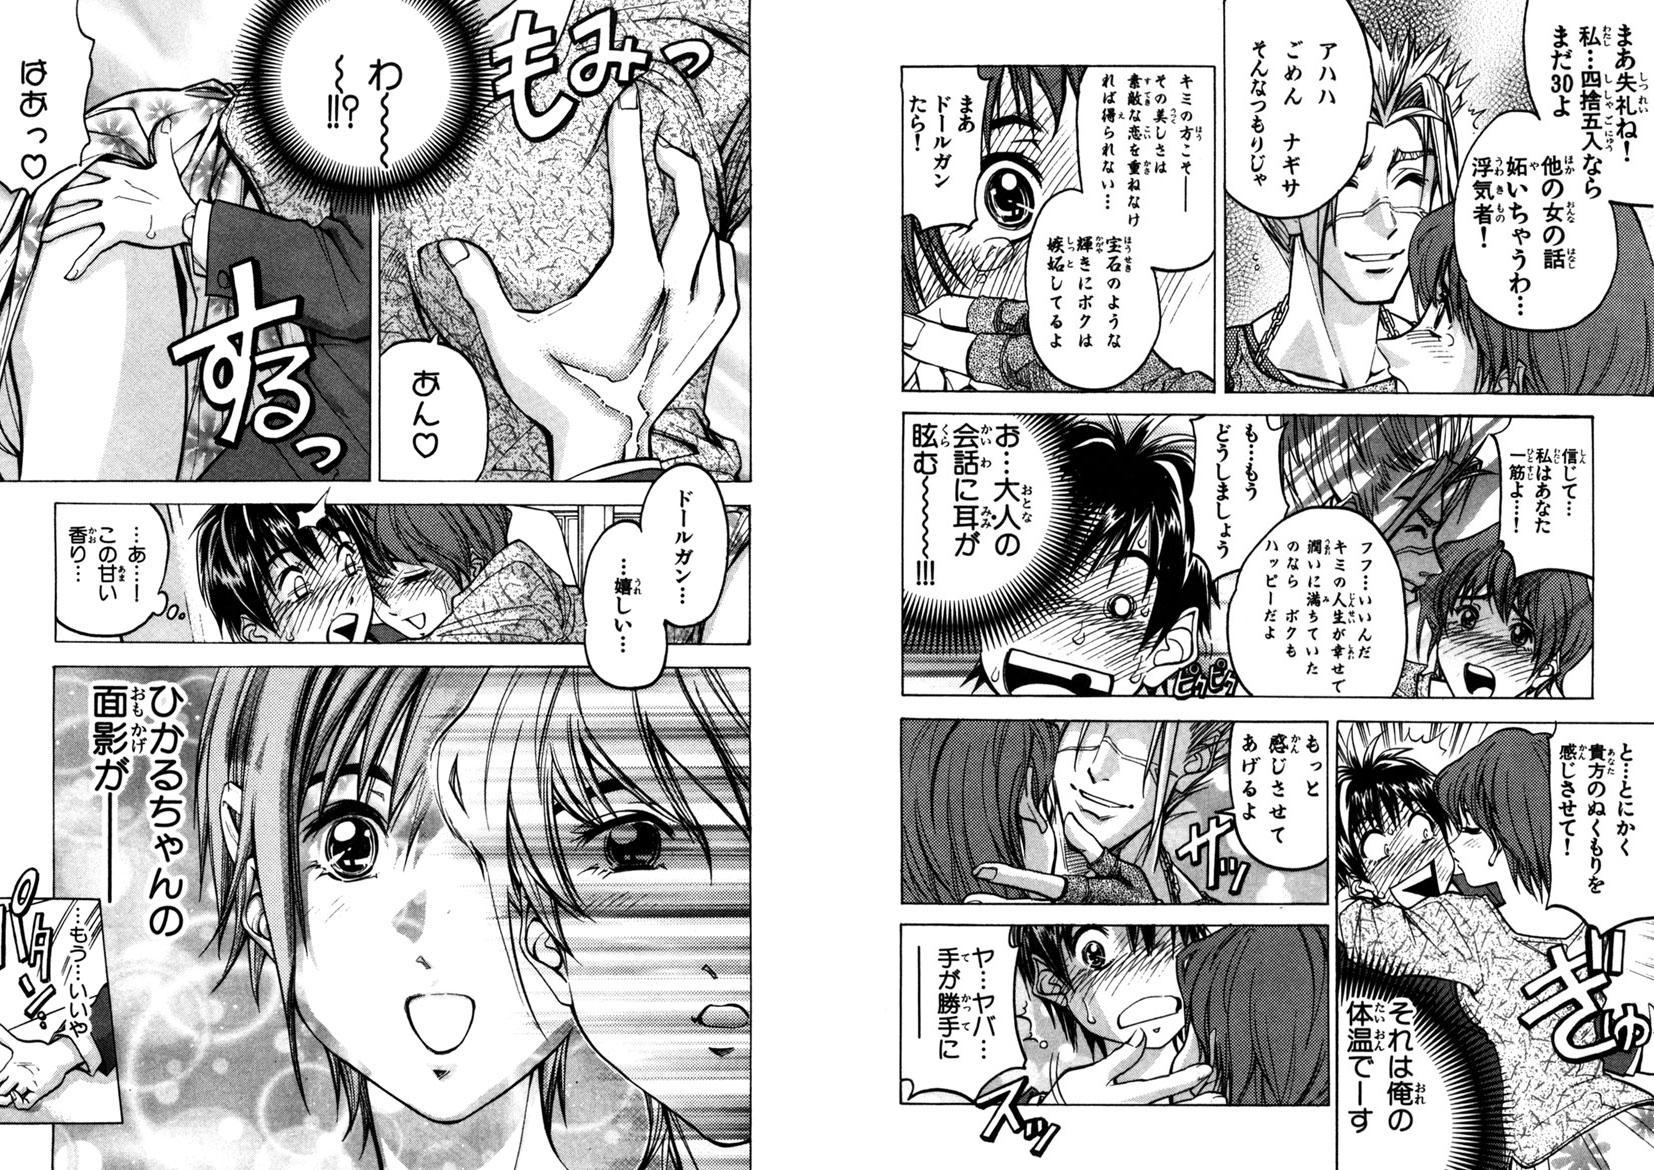 まあ失礼ね！
私…四捨五入なら
まだ30よ
他の女の話
妬いちゃうわ…
浮気者！
アハハ
ごめん ナギサ
そんなつもりじゃ
キミの方こそ──
その美しさは
素敵な恋を重ねなけ
れば得られない…
宝石のような
輝きにボクは
嫉妬してるよ
まあ
ドールガン
たら！
信じて…
私はあなた
一筋よ…！
フフ…いいんだ
キミの人生が幸せで
潤いに満ちていた
のなら ボクも
ハッピーだよ
も…もう
どうしましょう
お…大人の
会話に耳が
眩む〜〜〜!!!
ピクピク
と…とにかく
貴方のぬくもりを
感じさせて！
ぎゅ
それは俺の
体温でーす
もっと
感じさせて
あげるよ
ザッ
ヤ…ヤバ…
手が勝手に
──
スッ
もみっ
わ〜〜
〜!!?
あん♡
はあっ♡
するっ
ドールガン…
…嬉しい…
…あ…！
この甘い
香り…
ひかるちゃんの
面影が──
…もう…いいや
パタン